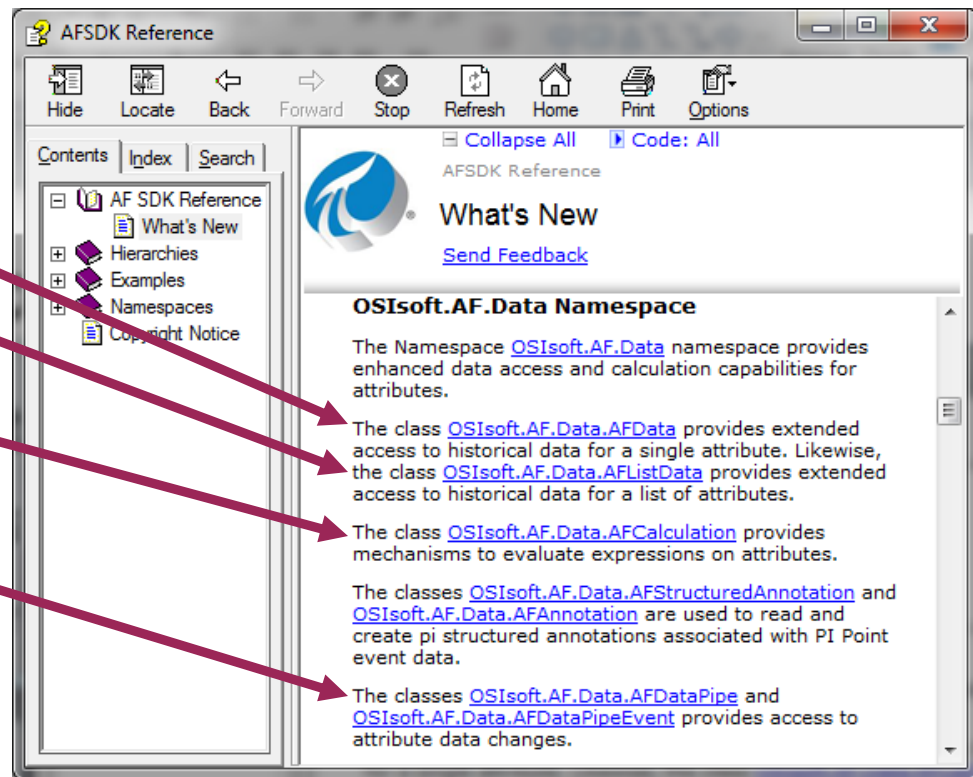 AFSDK Reference
Hide Locate Back Forward Stop Refresh Home Print Options
Contents Index Search
AF SDK Reference
What's New
Hierarchies
Examples
Namespaces
Copyright Notice
Collapse All Code: All
AFSDK Reference
What's New
Send Feedback
OSIsoft.AF.Data Namespace
The Namespace OSIsoft.AF.Data namespace provides
enhanced data access and calculation capabilities for
attributes.
The class OSIsoft.AF.Data.AFData provides extended
access to historical data for a single attribute. Likewise,
the class OSIsoft.AF.Data.AFListData provides extended
access to historical data for a list of attributes.
The class OSIsoft.AF.Data.AFCalculation provides
mechanisms to evaluate expressions on attributes.
The classes OSIsoft.AF.Data.AFStructuredAnnotation and
OSIsoft.AF.Data.AFAnnotation are used to read and
create pi structured annotations associated with PI Point
event data.
The classes OSIsoft.AF.Data.AFDataPipe and
OSIsoft.AF.Data.AFDataPipeEvent provides access to
attribute data changes.